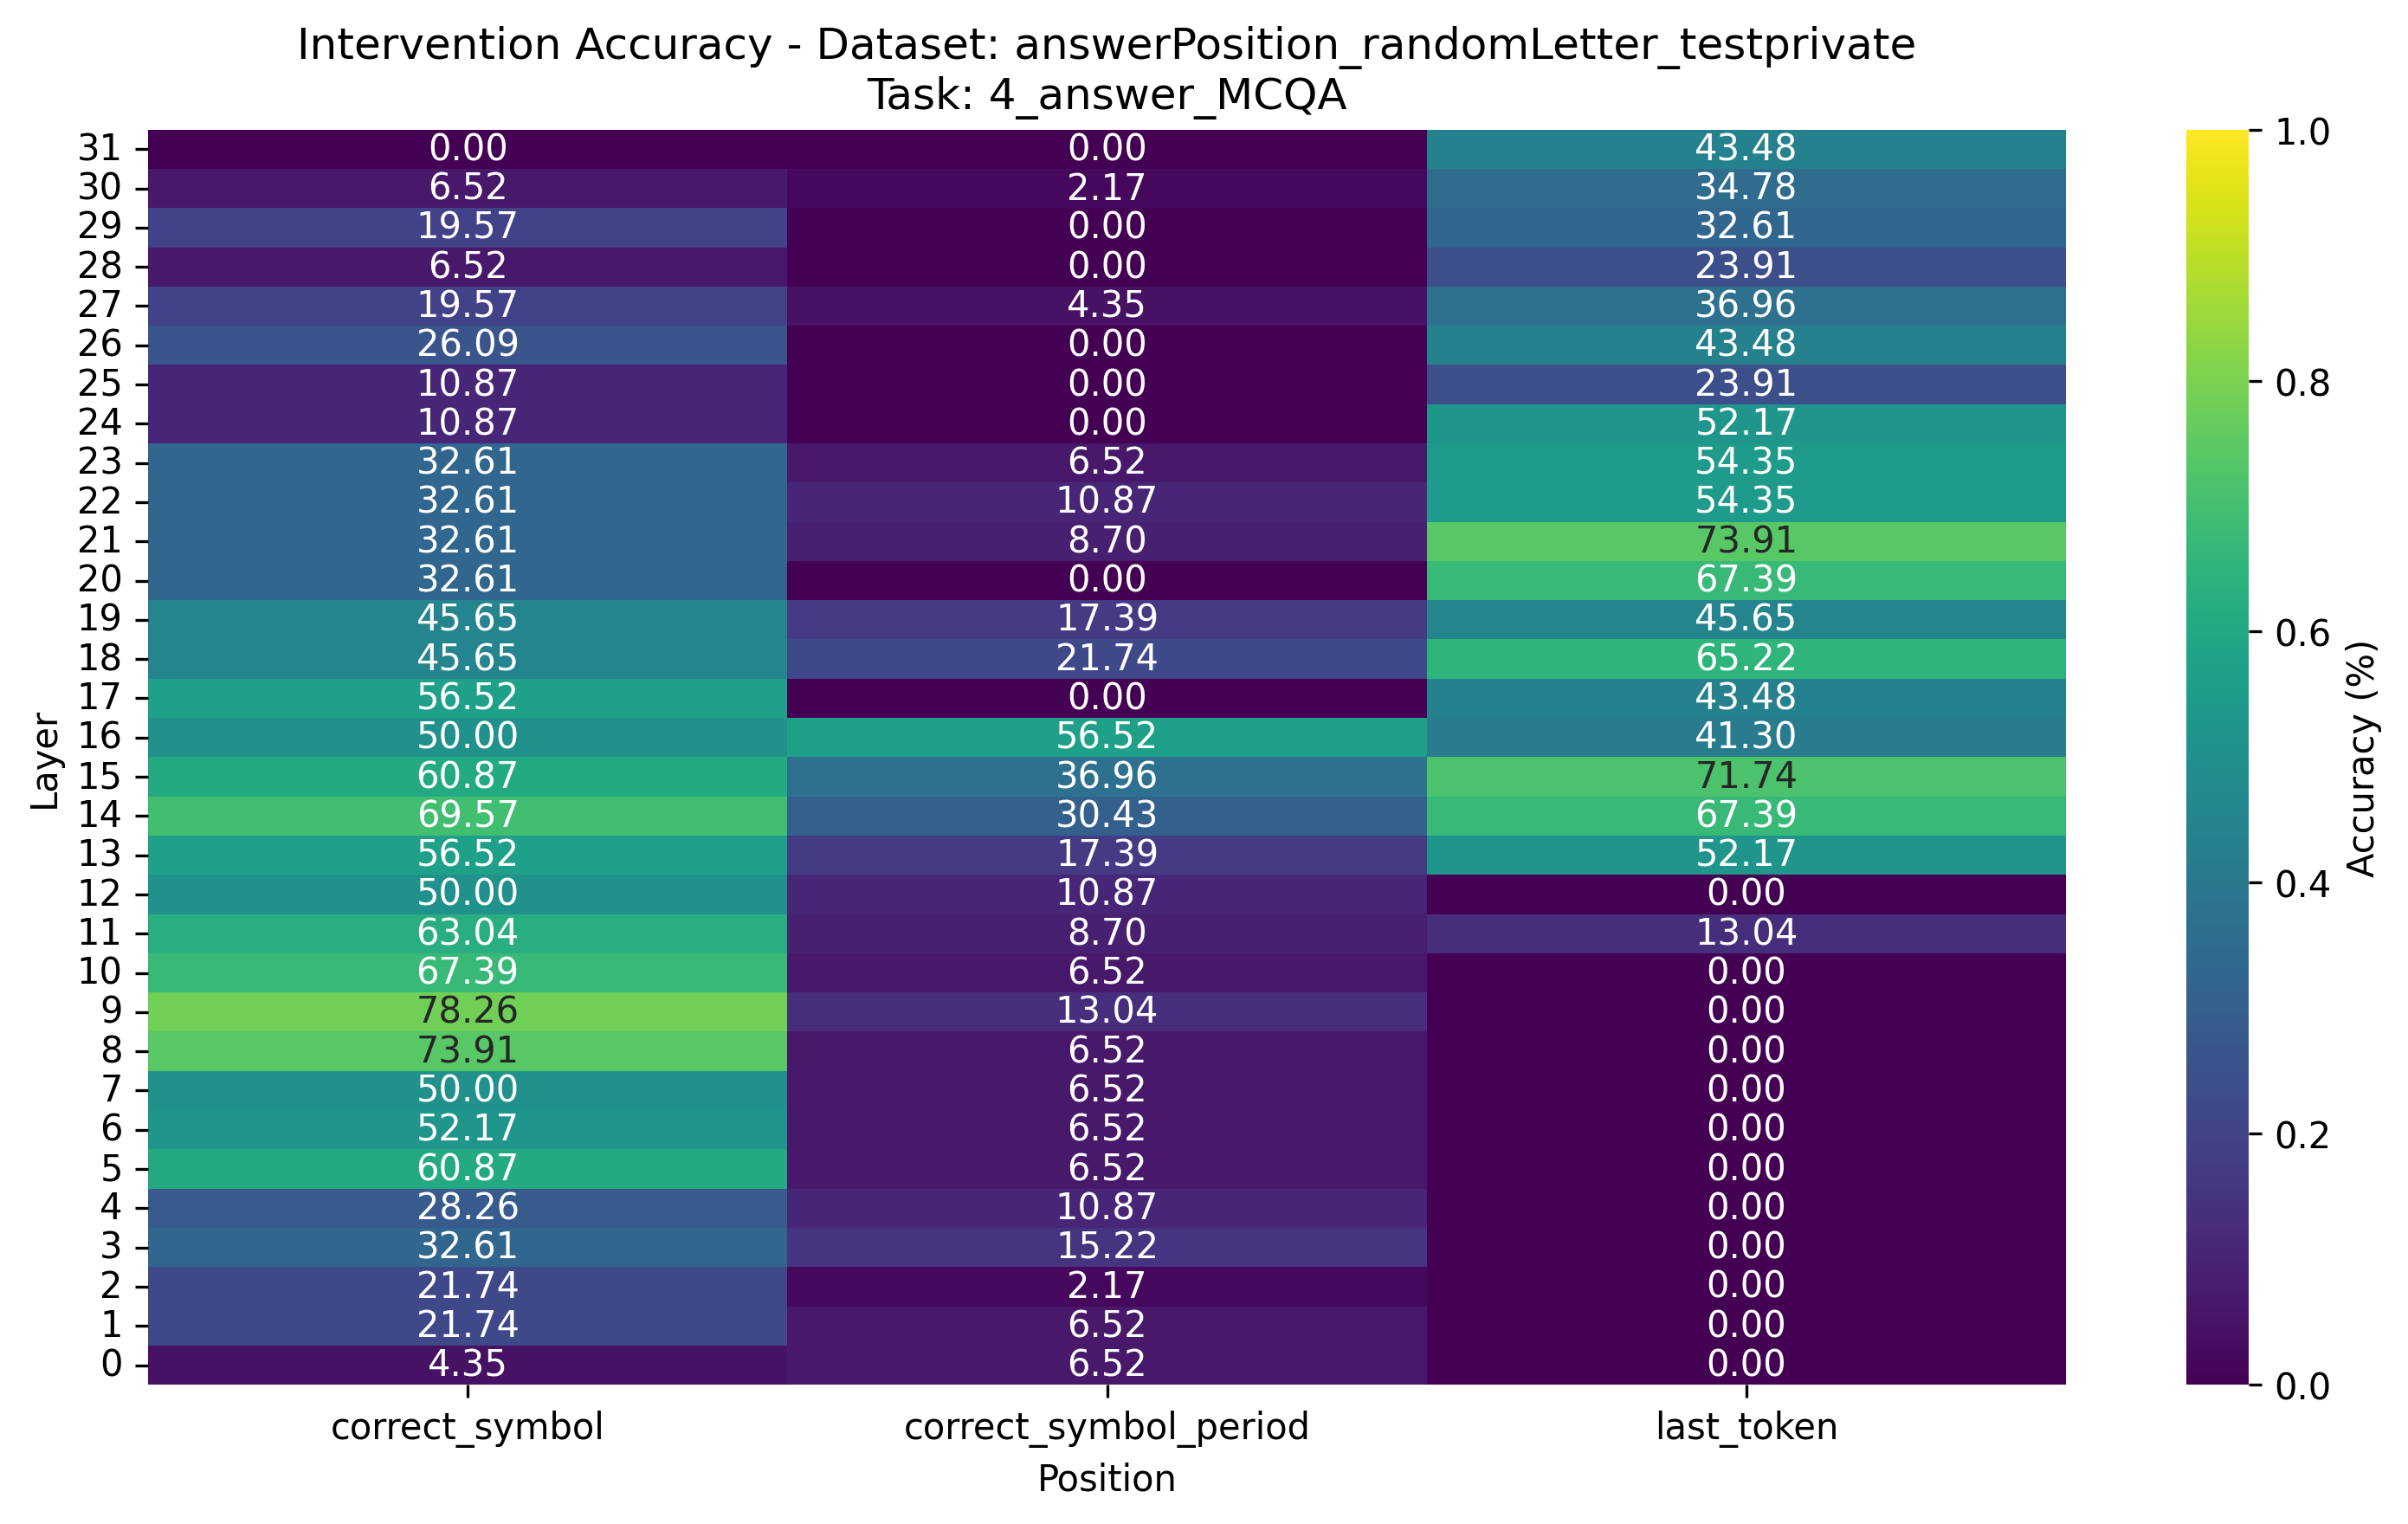 Intervention Accuracy - Dataset: answerPosition_randomLetter_testprivate
Task: 4_answer_MCQA
31 0.00 0.00 43.48
30 6.52 2.17 34.78
29 19.57 0.00 32.61
28 6.52 0.00 23.91
27 19.57 4.35 36.96
26 26.09 0.00 43.48
25 10.87 0.00 23.91
24 10.87 0.00 52.17
23 32.61 6.52 54.35
22 32.61 10.87 54.35
21 32.61 8.70 73.91
20 32.61 0.00 67.39
19 45.65 17.39 45.65
18 45.65 21.74 65.22
17 56.52 0.00 43.48
16 50.00 56.52 41.30
15 60.87 36.96 71.74
14 69.57 30.43 67.39
13 56.52 17.39 52.17
12 50.00 10.87 0.00
11 63.04 8.70 13.04
10 67.39 6.52 0.00
9 78.26 13.04 0.00
8 73.91 6.52 0.00
7 50.00 6.52 0.00
6 52.17 6.52 0.00
5 60.87 6.52 0.00
4 28.26 10.87 0.00
3 32.61 15.22 0.00
2 21.74 2.17 0.00
1 21.74 6.52 0.00
0 4.35 6.52 0.00
Layer
correct_symbol correct_symbol_period last_token
Position
1.0
0.8
0.6
0.4
0.2
0.0
Accuracy (%)